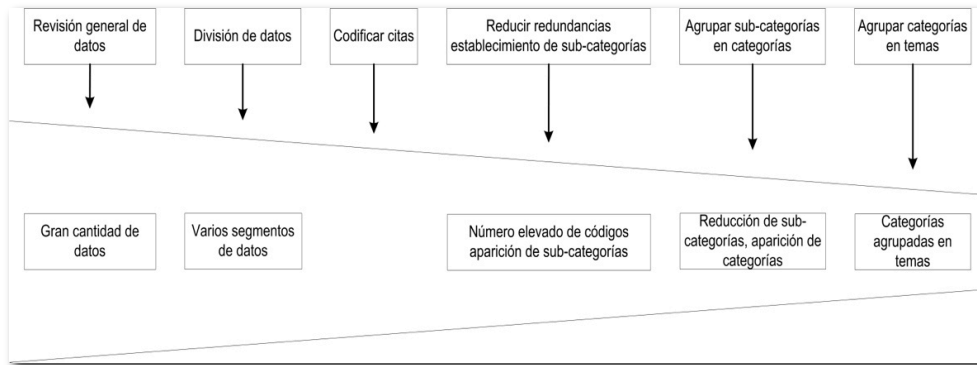 Revisión general de
datos
División de datos
Codificar citas
Reducir redundancias
establecimiento de sub-categorías
Agrupar sub-categorías
en categorías
Agrupar categorías
en temas
Gran cantidad de
datos
Varios segmentos
de datos
Número elevado de códigos
aparición de sub-categorías
Reducción de sub-
categorías, aparición de
categorías
Categorías
agrupadas en
temas